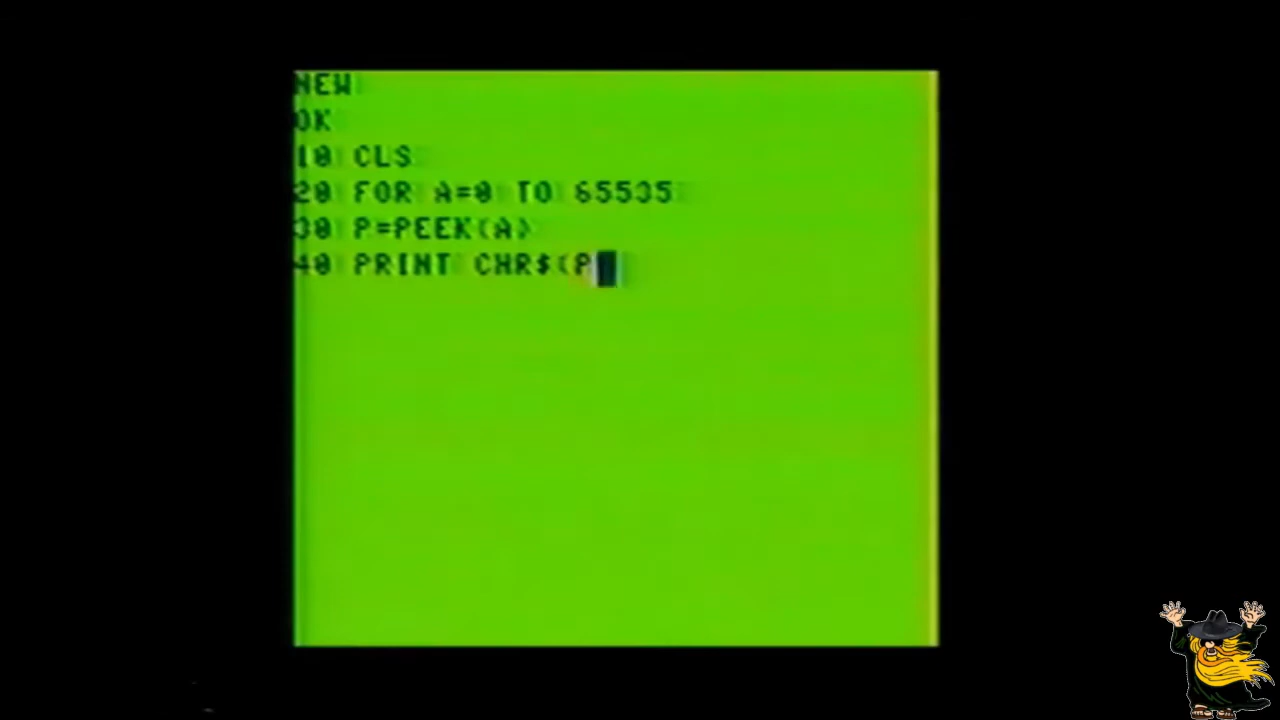 NEW
OK
10 CLS
20 FOR A=0 TO 65535
30 P=PEEK(A)
40 PRINT CHR$(P